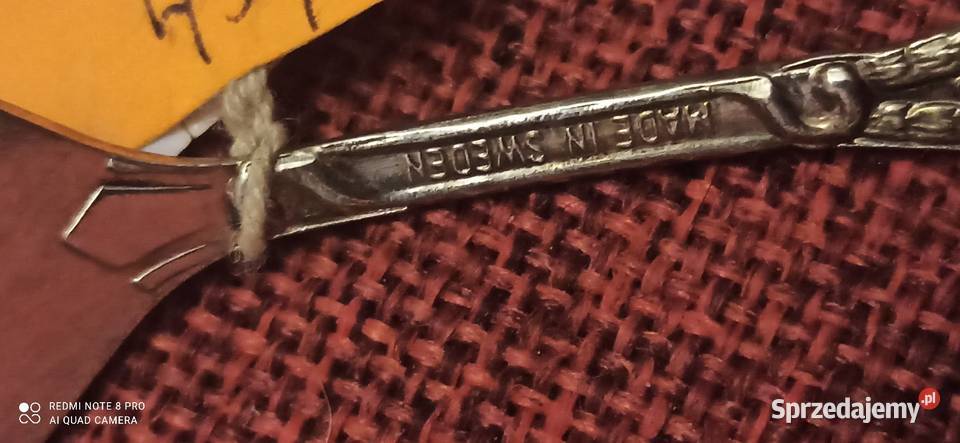 MADE IN SWEDEN
REDMI NOTE 8 PRO
AI QUAD CAMERA
Sprzedajemy.pl